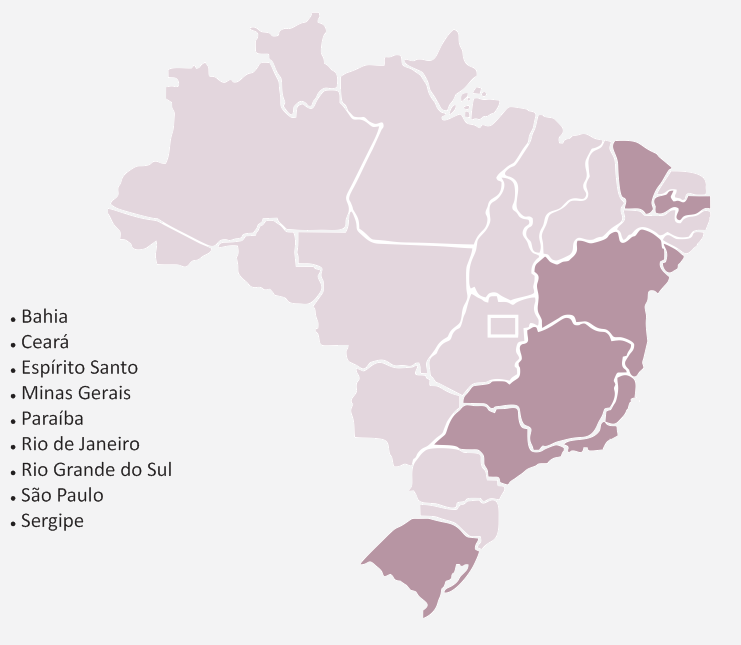 • Bahia
• Ceará
• Espírito Santo
• Minas Gerais
• Paraíba
• Rio de Janeiro
• Rio Grande do Sul
• São Paulo
• Sergipe